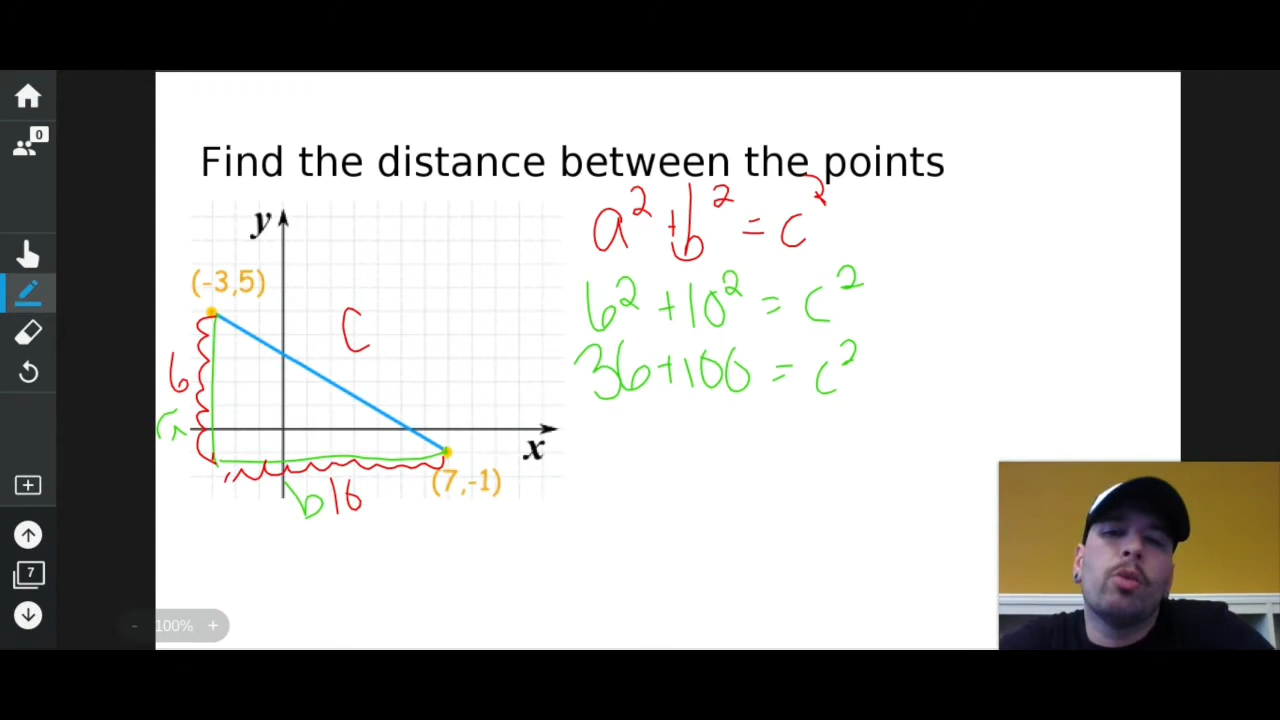 0
Find the distance between the points
y
a² + b² = c²
(-3,5)
6² + 10² = c²
C
36 + 100 = c²
6
a
x
(7,-1)
b 10
7
- 100% +